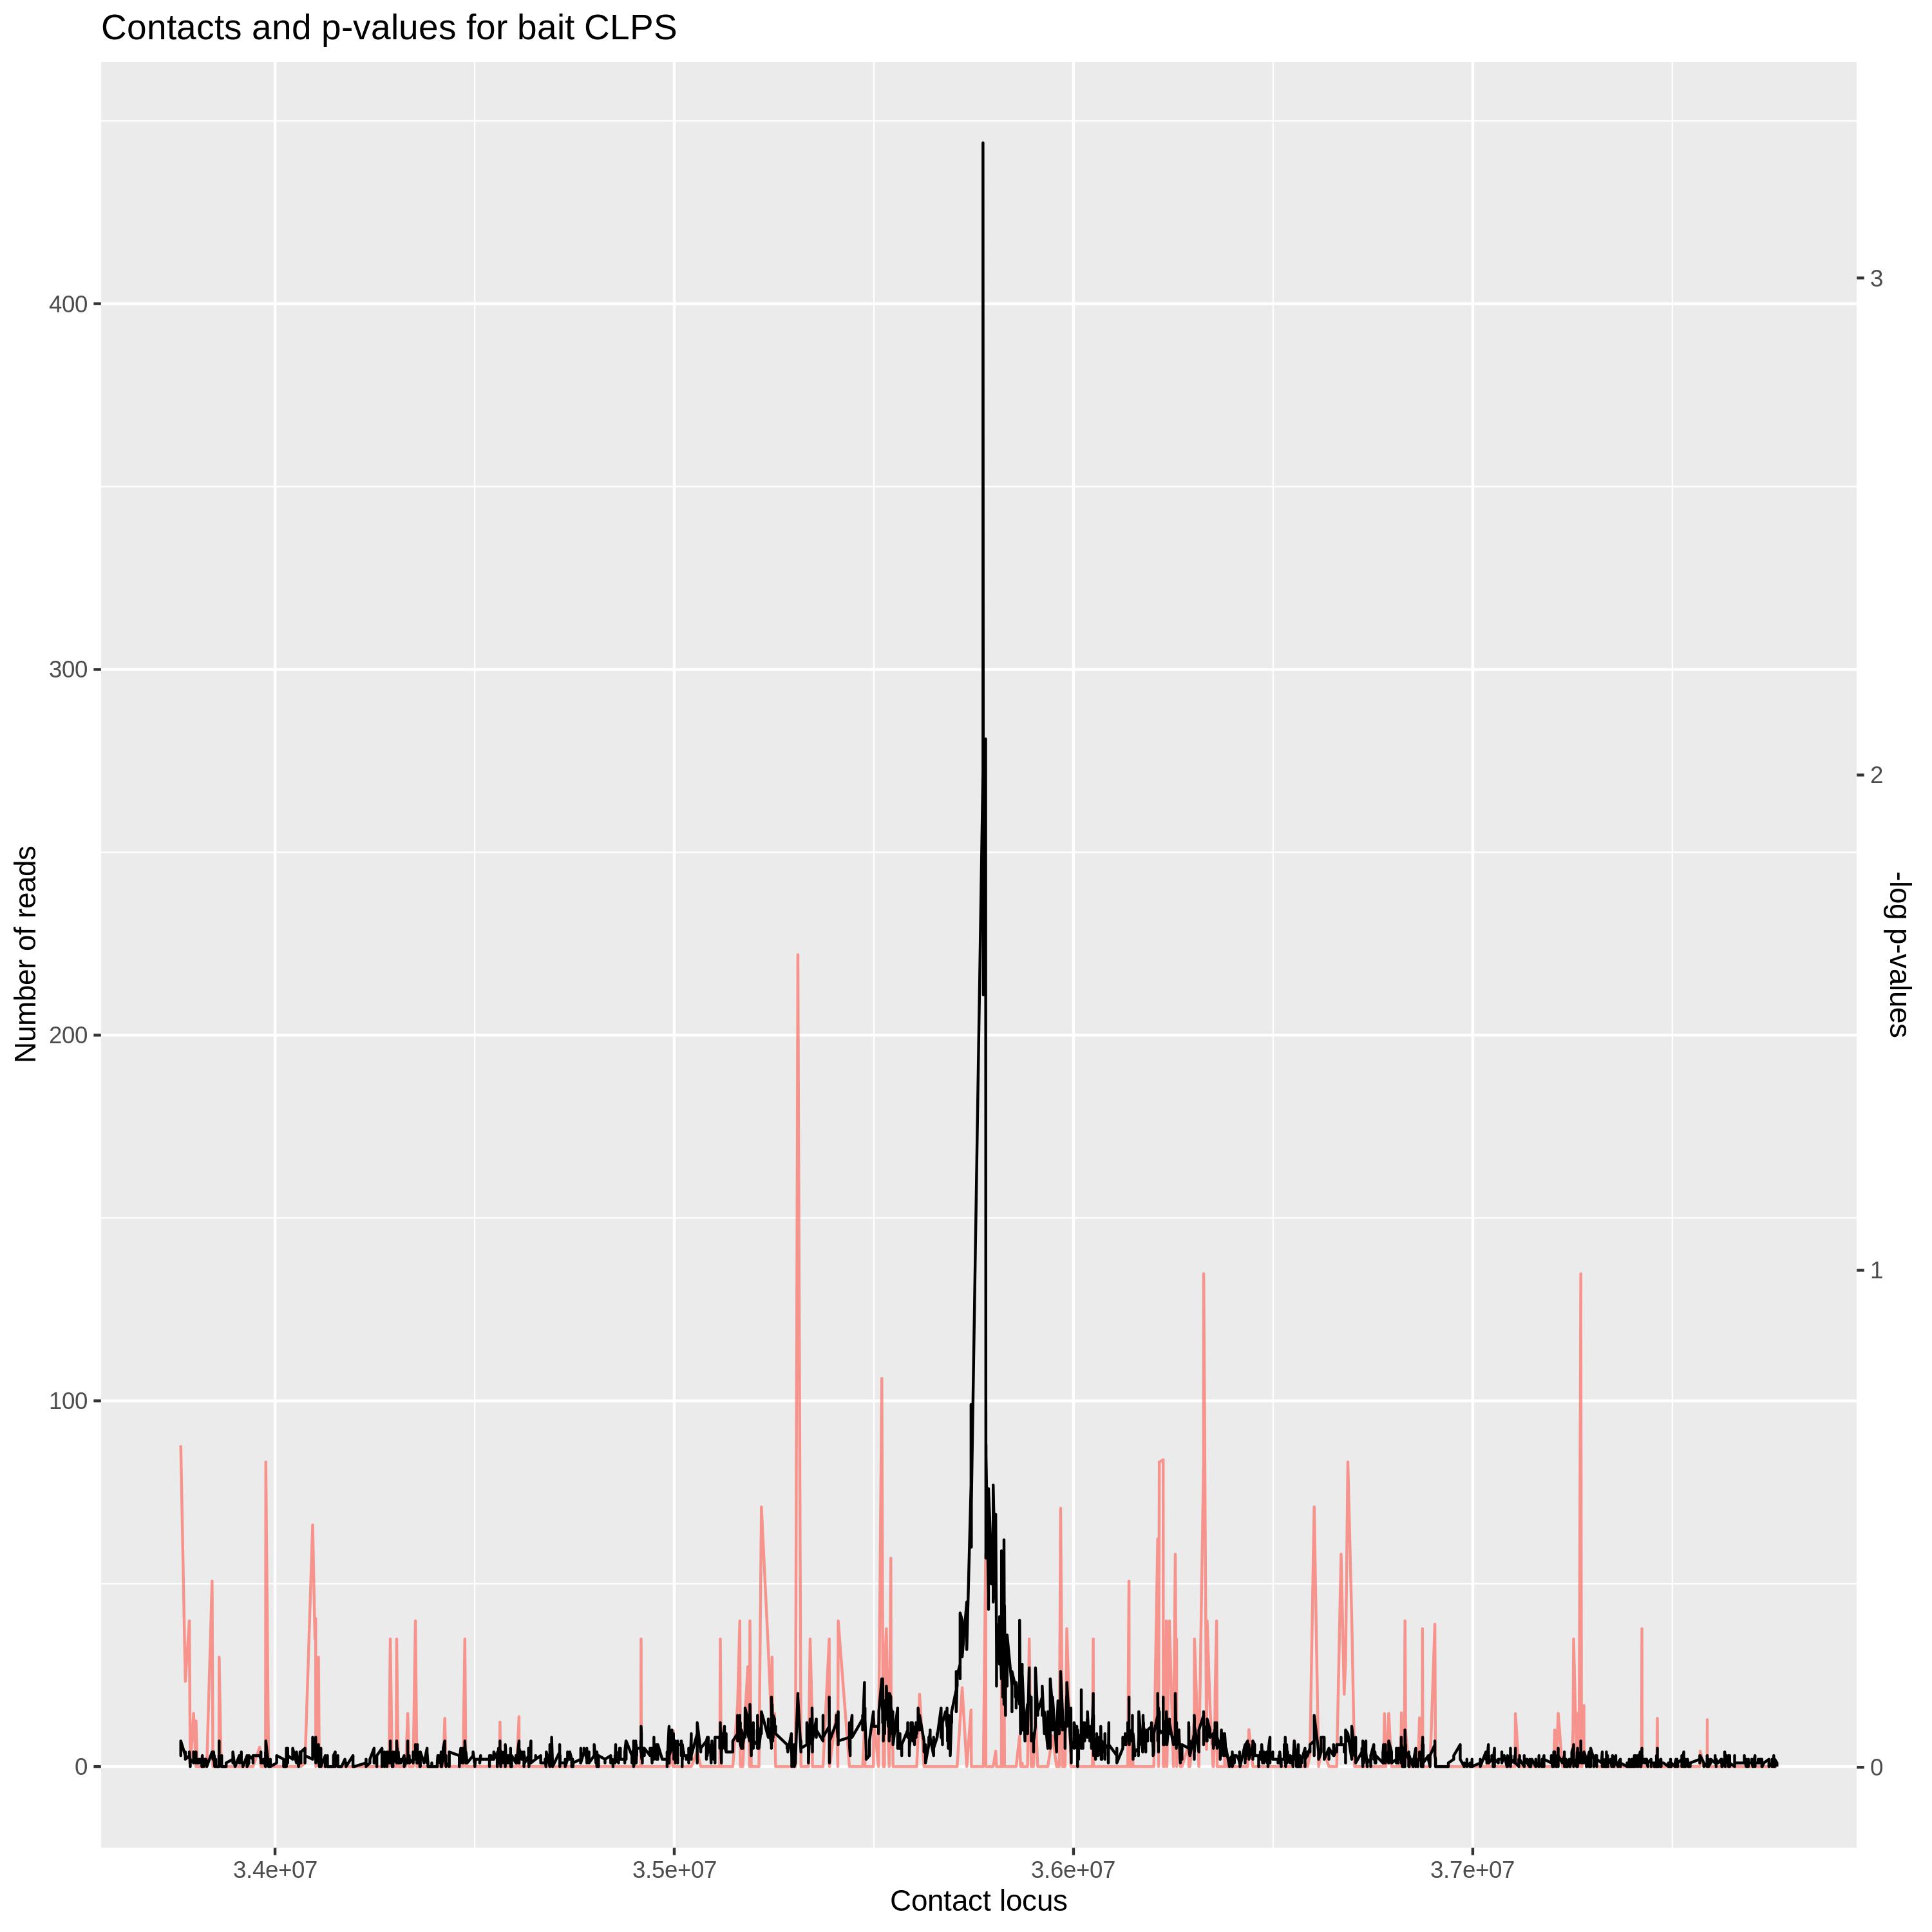 Contacts and p-values for bait CLPS
400
300
200
100
0
Number of reads
3
2
1
0
-log p-values
3.4e+07
3.5e+07
3.6e+07
3.7e+07
Contact locus